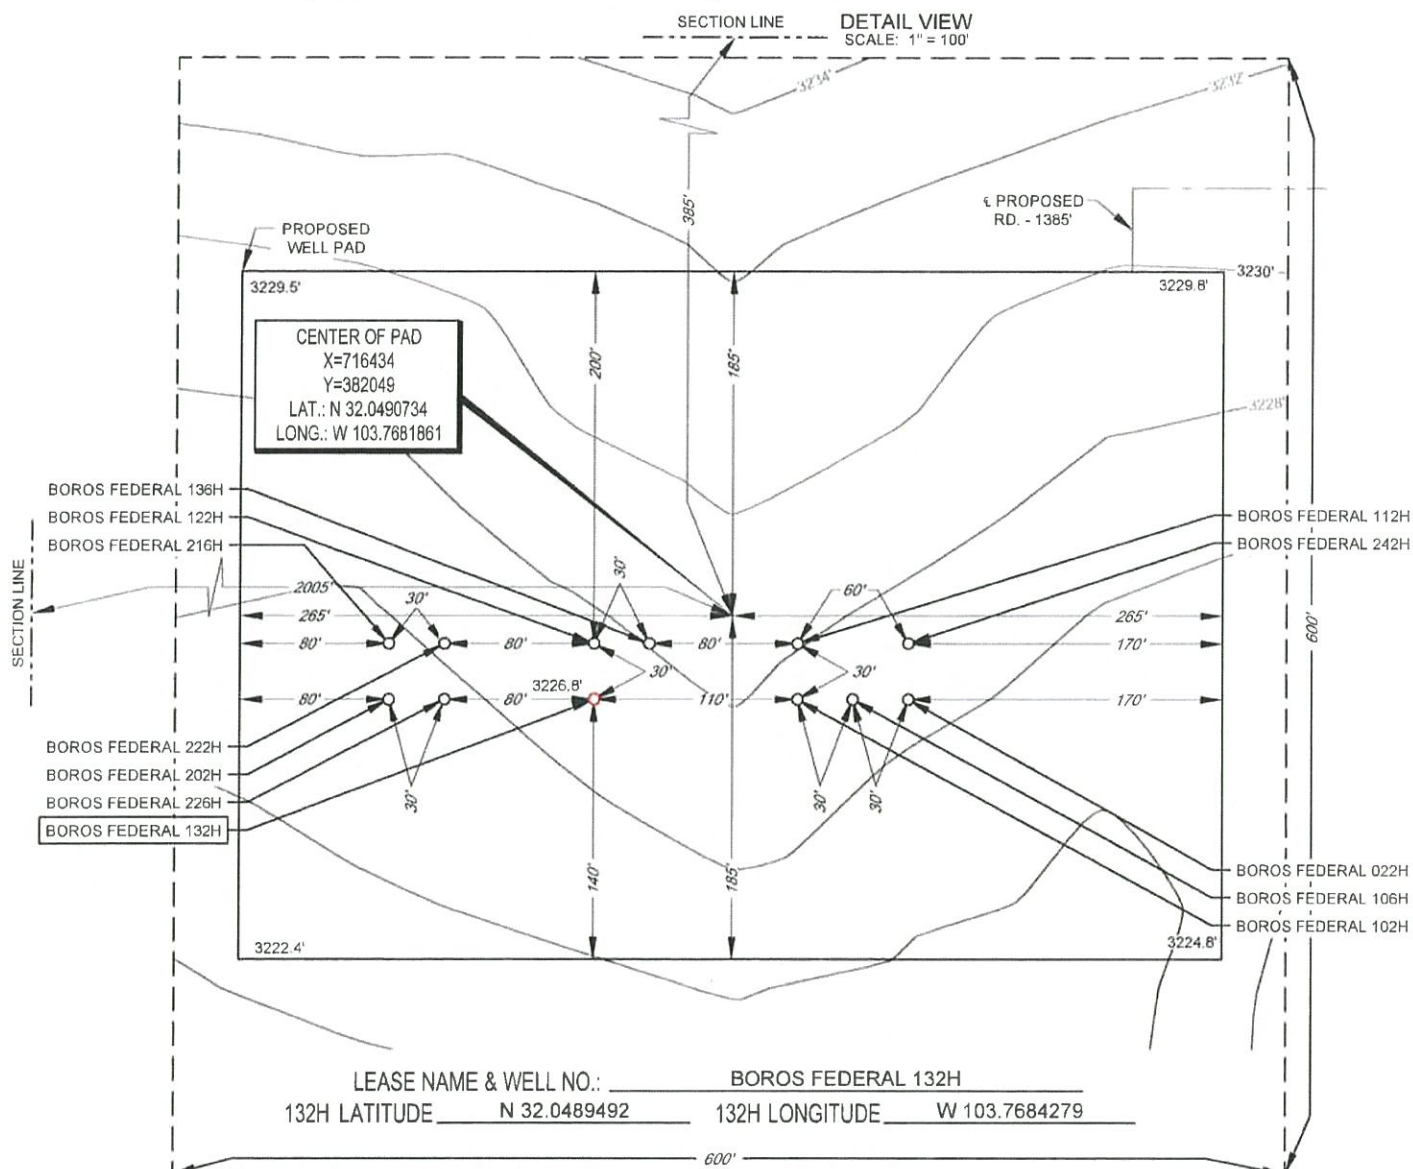 SECTION LINE
DETAIL VIEW
SCALE: 1" = 100'
3234'
3232'
385'
℄ PROPOSED
RD. - 1385'
PROPOSED
WELL PAD
3230'
3229.5'
3229.8'
CENTER OF PAD
X=716434
Y=382049
LAT.: N 32.0490734
LONG.: W 103.7681861
200'
185'
3228'
BOROS FEDERAL 136H
BOROS FEDERAL 122H
BOROS FEDERAL 216H
BOROS FEDERAL 112H
BOROS FEDERAL 242H
SECTION LINE
2005'
30'
30'
60'
265'
265'
600'
80'
80'
80'
170'
30'
30'
3226.8'
80'
80'
110'
170'
BOROS FEDERAL 222H
BOROS FEDERAL 202H
BOROS FEDERAL 226H
BOROS FEDERAL 132H
30'
30'
30'
140'
185'
BOROS FEDERAL 022H
BOROS FEDERAL 106H
BOROS FEDERAL 102H
3222.4'
3224.8'
LEASE NAME & WELL NO.: BOROS FEDERAL 132H
132H LATITUDE N 32.0489492 132H LONGITUDE W 103.7684279
600'